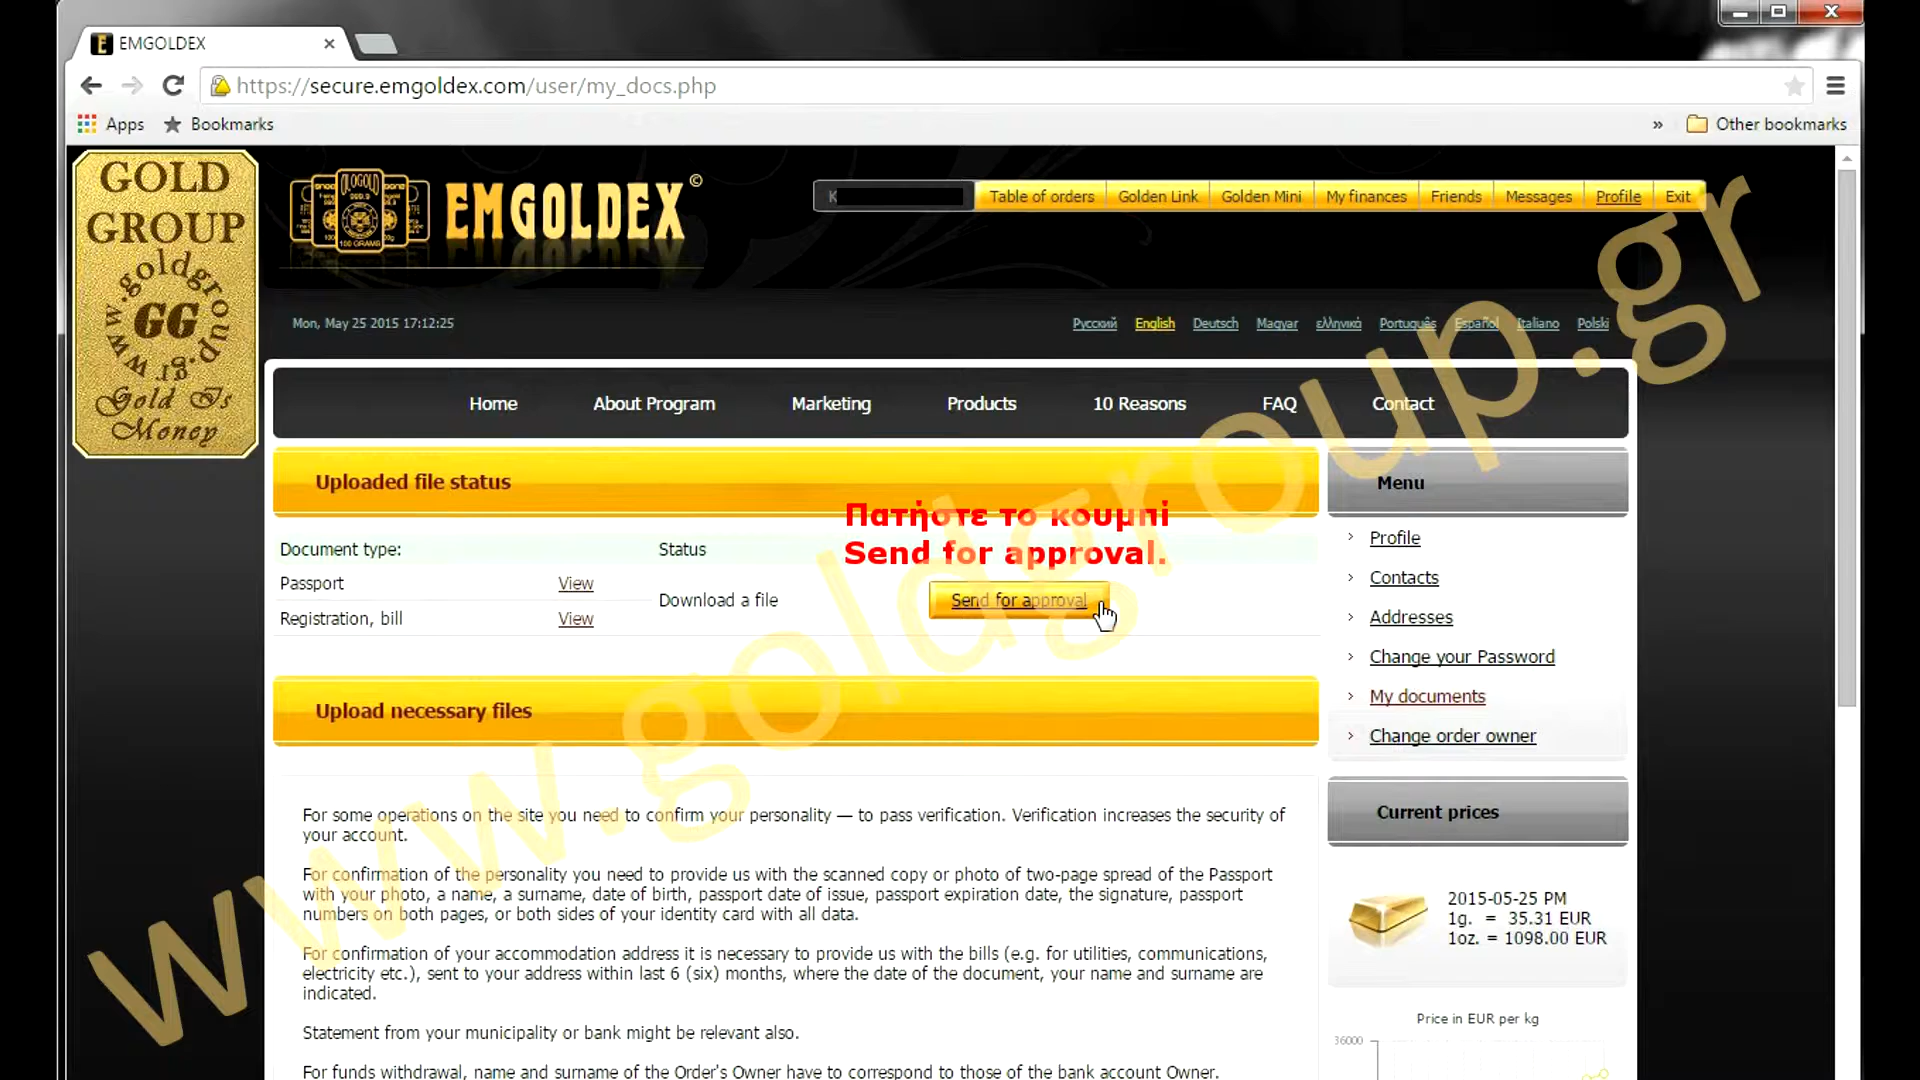 EMGOLDEX
https://secure.emgoldex.com/user/my_docs.php
Apps
Bookmarks
»
Other bookmarks
GOLD
GROUP
www.goldgroup.gr
GG
Gold Is
Money
EMGOLDEX©
K
Table of orders
Golden Link
Golden Mini
My finances
Friends
Messages
Profile
Exit
Mon, May 25 2015 17:12:25
Русский
English
Deutsch
Magyar
ελληνικά
Português
Español
Italiano
Polski
Home
About Program
Marketing
Products
10 Reasons
FAQ
Contact
Uploaded file status
Πατήστε το κουμπί
Send for approval.
Document type:
Status
Passport
View
Download a file
Send for approval
Registration, bill
View
Upload necessary files
For some operations on the site you need to confirm your personality — to pass verification. Verification increases the security of
your account.
For confirmation of the personality you need to provide us with the scanned copy or photo of two-page spread of the Passport
with your photo, a name, a surname, date of birth, passport date of issue, passport expiration date, the signature, passport
numbers on both pages, or both sides of your identity card with all data.
For confirmation of your accommodation address it is necessary to provide us with the bills (e.g. for utilities, communications,
electricity etc.), sent to your address within last 6 (six) months, where the date of the document, your name and surname are
indicated.
Statement from your municipality or bank might be relevant also.
For funds withdrawal, name and surname of the Order's Owner have to correspond to those of the bank account Owner.
Menu
Profile
Contacts
Addresses
Change your Password
My documents
Change order owner
Current prices
2015-05-25 PM
1g. = 35.31 EUR
1oz. = 1098.00 EUR
Price in EUR per kg
36000
www.goldgroup.gr